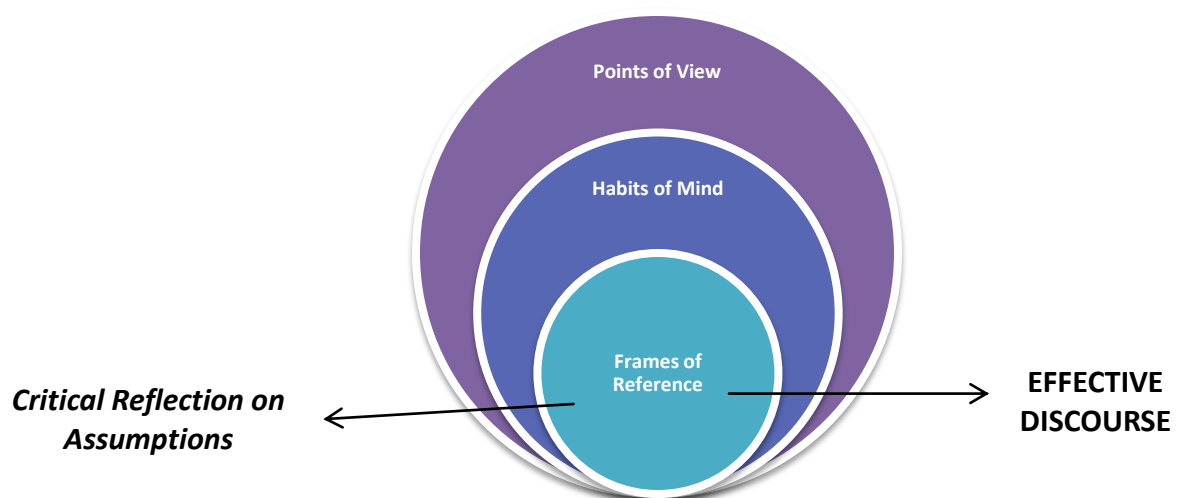 Points of View
Habits of Mind
Frames of
Reference
Critical Reflection on
Assumptions
EFFECTIVE
DISCOURSE